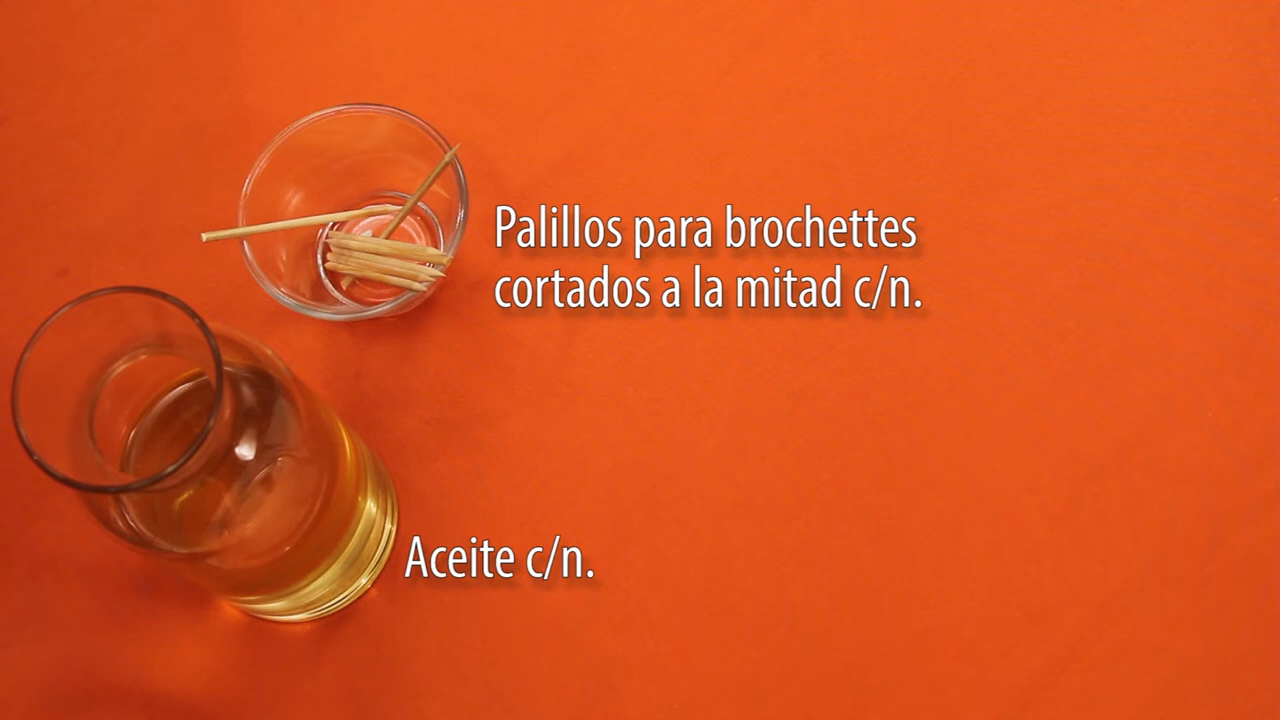 Palillos para brochettes
cortados a la mitad c/n.
Aceite c/n.